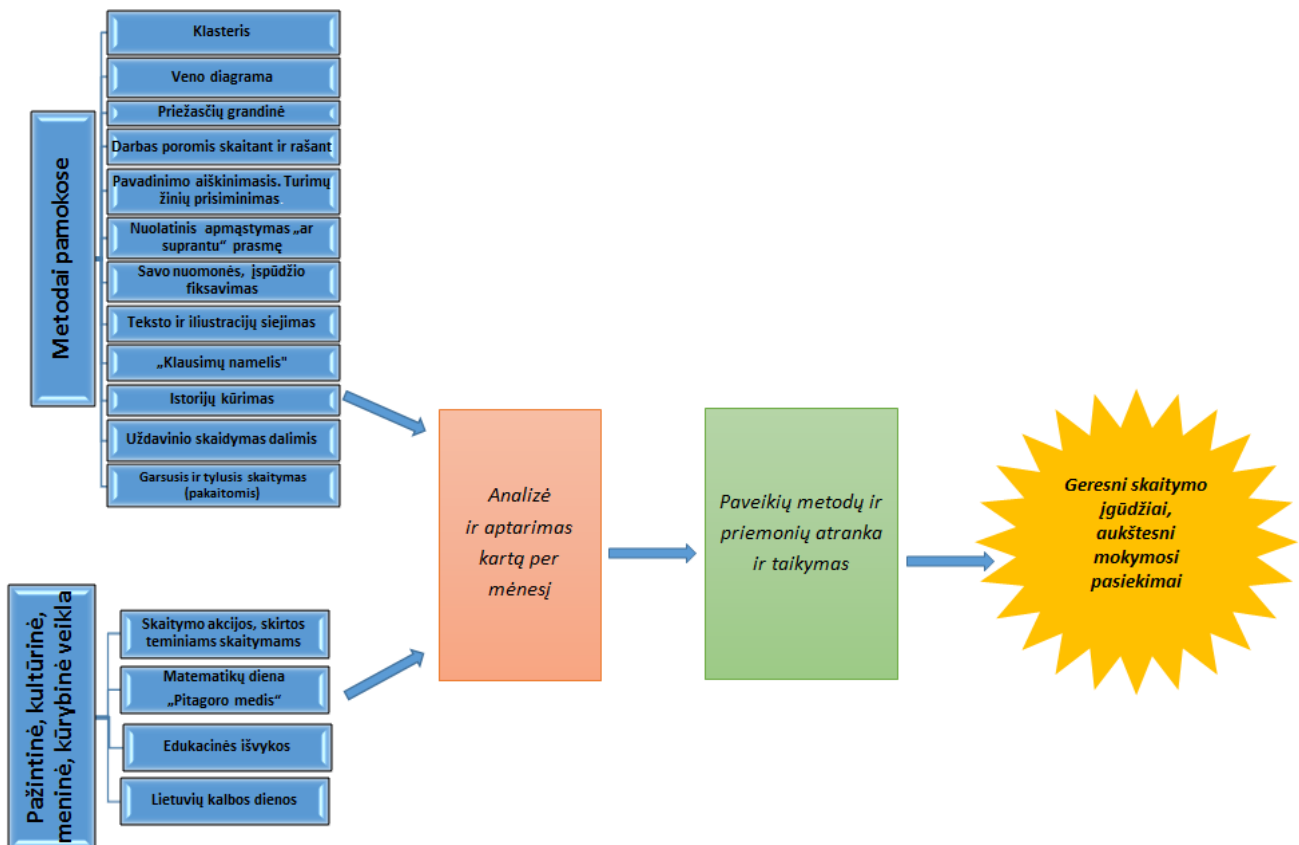 Metodai pamokose
Klasteris
Veno diagrama
Priežasčių grandinė
Darbas poromis skaitant ir rašant
Pavadinimo aiškinimasis. Turimų
žinių prisiminimas.
Nuolatinis apmąstymas „ar
suprantu“ prasmę
Savo nuomonės, įspūdžio
fiksavimas
Teksto ir iliustracijų siejimas
„Klausimų namelis"
Istorijų kūrimas
Uždavinio skaidymas dalimis
Garsusis ir tylusis skaitymas
(pakaitomis)
Pažintinė, kultūrinė,
meninė, kūrybinė veikla
Skaitymo akcijos, skirtos
teminiams skaitymams
Matematikų diena
„Pitagoro medis“
Edukacinės išvykos
Lietuvių kalbos dienos
Analizė
ir aptarimas
kartą per
mėnesį
Paveikių metodų ir
priemonių atranka
ir taikymas
Geresni skaitymo
įgūdžiai,
aukštesni
mokymosi
pasiekimai